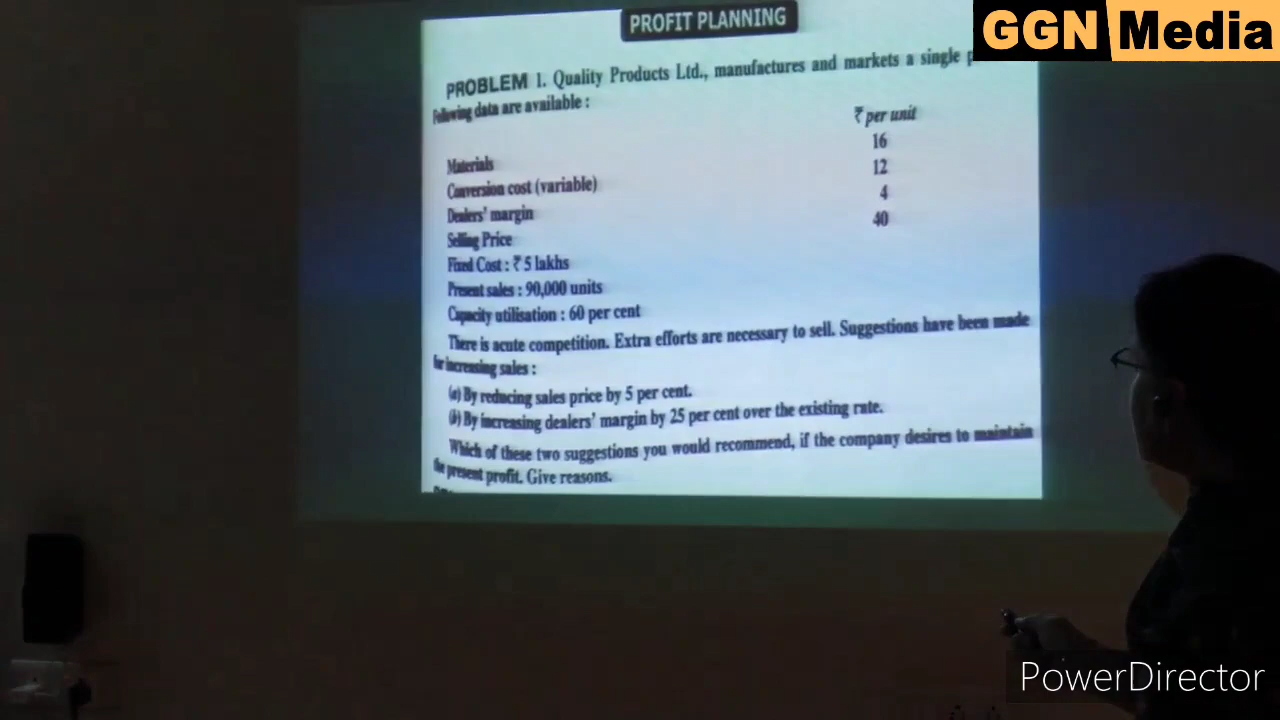 GGN Media
PROFIT PLANNING
PROBLEM 1. Quality Products Ltd., manufactures and markets a single
Following data are available :
₹ per unit
Materials 16
Conversion cost (variable) 12
Dealers' margin 4
Selling Price 40
Fixed Cost : ₹ 5 lakhs
Present sales : 90,000 units
Capacity utilisation : 60 per cent
There is acute competition. Extra efforts are necessary to sell. Suggestions have been made
for increasing sales :
(a) By reducing sales price by 5 per cent.
(b) By increasing dealers' margin by 25 per cent over the existing rate.
Which of these two suggestions you would recommend, if the company desires to maintain
the present profit. Give reasons.
PowerDirector